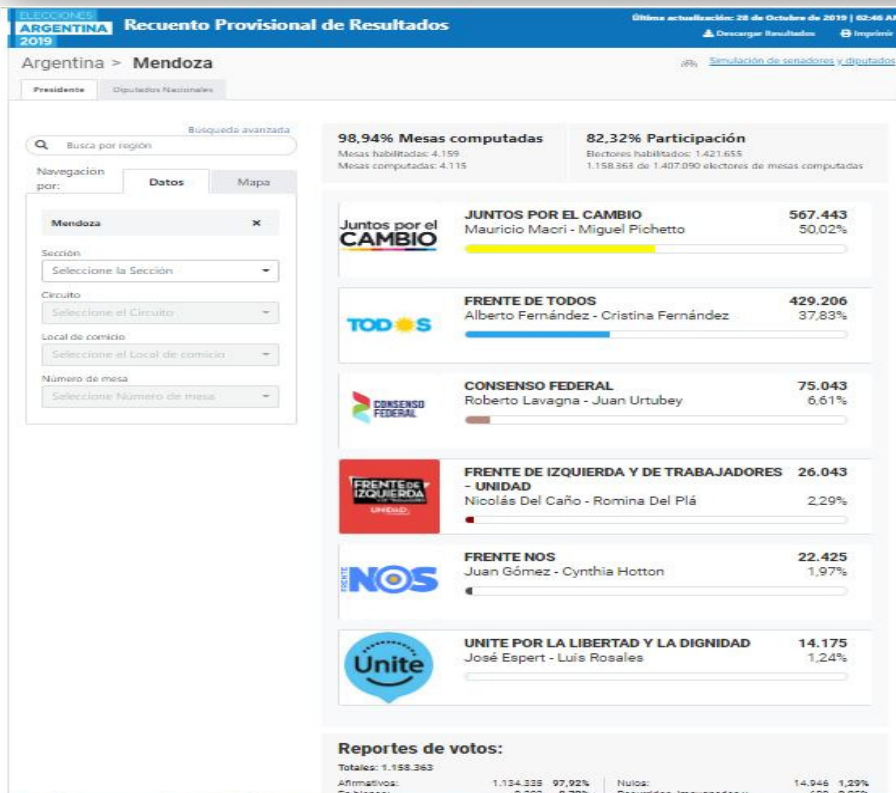 ELECCIONES
ARGENTINA
2019
Recuento Provisional de Resultados
Última actualización: 28 de Octubre de 2019 | 02:46 AM
Descargar Resultados
Imprimir
Argentina > Mendoza
Simulación de senadores y diputados
Presidente
Diputados Nacionales
Búsqueda avanzada
Busca por región
Navegación por:
Datos
Mapa
Mendoza ×
Sección
Seleccione la Sección
Circuito
Seleccione el Circuito
Local de comicio
Seleccione el Local de comicio
Número de mesa
Seleccione Número de mesa
98,94% Mesas computadas
Mesas habilitadas: 4.159
Mesas computadas: 4.115
82,32% Participación
Electores habilitados: 1.421.655
1.158.363 de 1.407.090 electores de mesas computadas
Juntos por el
CAMBIO
JUNTOS POR EL CAMBIO 567.443
Mauricio Macri - Miguel Pichetto 50,02%
TODOS
FRENTE DE TODOS 429.206
Alberto Fernández - Cristina Fernández 37,83%
CONSENSO
FEDERAL
CONSENSO FEDERAL 75.043
Roberto Lavagna - Juan Urtubey 6,61%
FRENTE DE
IZQUIERDA
UNIDAD
FRENTE DE IZQUIERDA Y DE TRABAJADORES 26.043
- UNIDAD
Nicolás Del Caño - Romina Del Plá 2,29%
FRENTE
NOS
FRENTE NOS 22.425
Juan Gómez - Cynthia Hotton 1,97%
Unite
UNITE POR LA LIBERTAD Y LA DIGNIDAD 14.175
José Espert - Luis Rosales 1,24%
Reportes de votos:
Totales: 1.158.363
Afirmativos: 1.134.335 97,92%
Nulos: 14.946 1,29%